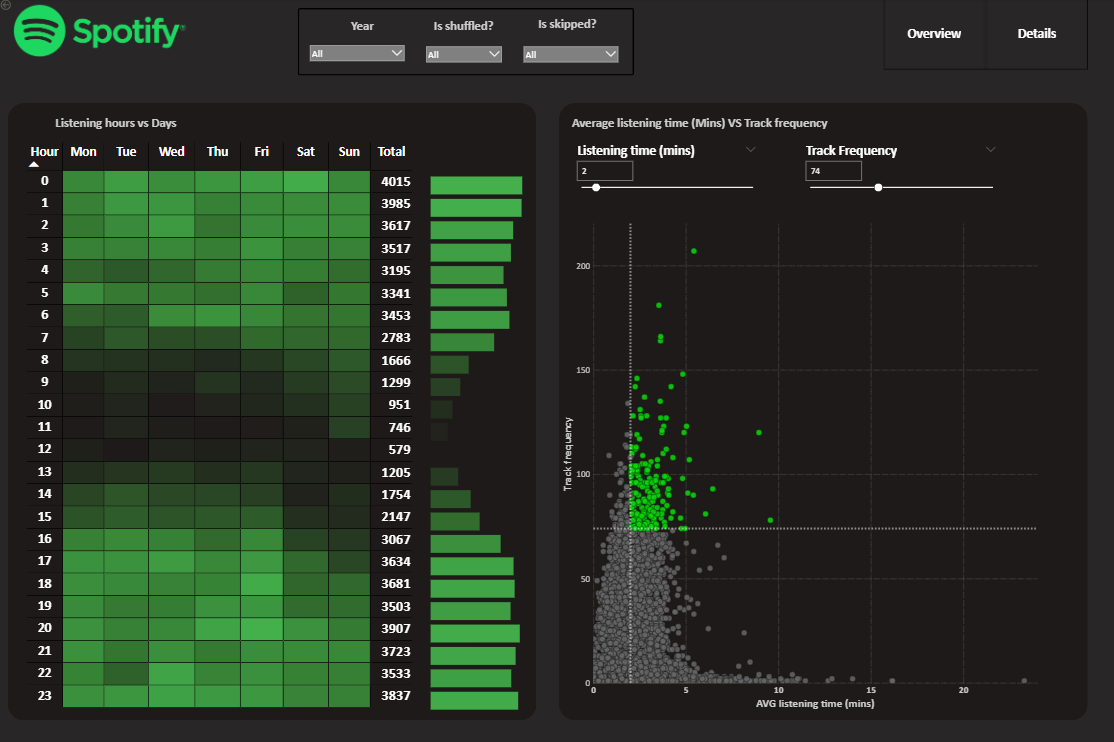 Spotify
Year Is shuffled? Is skipped?
All All All
Overview Details
Listening hours vs Days
Hour Mon Tue Wed Thu Fri Sat Sun Total
0 4015
1 3985
2 3617
3 3517
4 3195
5 3341
6 3453
7 2783
8 1666
9 1299
10 951
11 746
12 579
13 1205
14 1754
15 2147
16 3067
17 3634
18 3681
19 3503
20 3907
21 3723
22 3533
23 3837
Average listening time (Mins) VS Track frequency
Listening time (mins) Track Frequency
2 74
Track frequency
200
150
100
50
0
0 5 10 15 20
AVG listening time (mins)